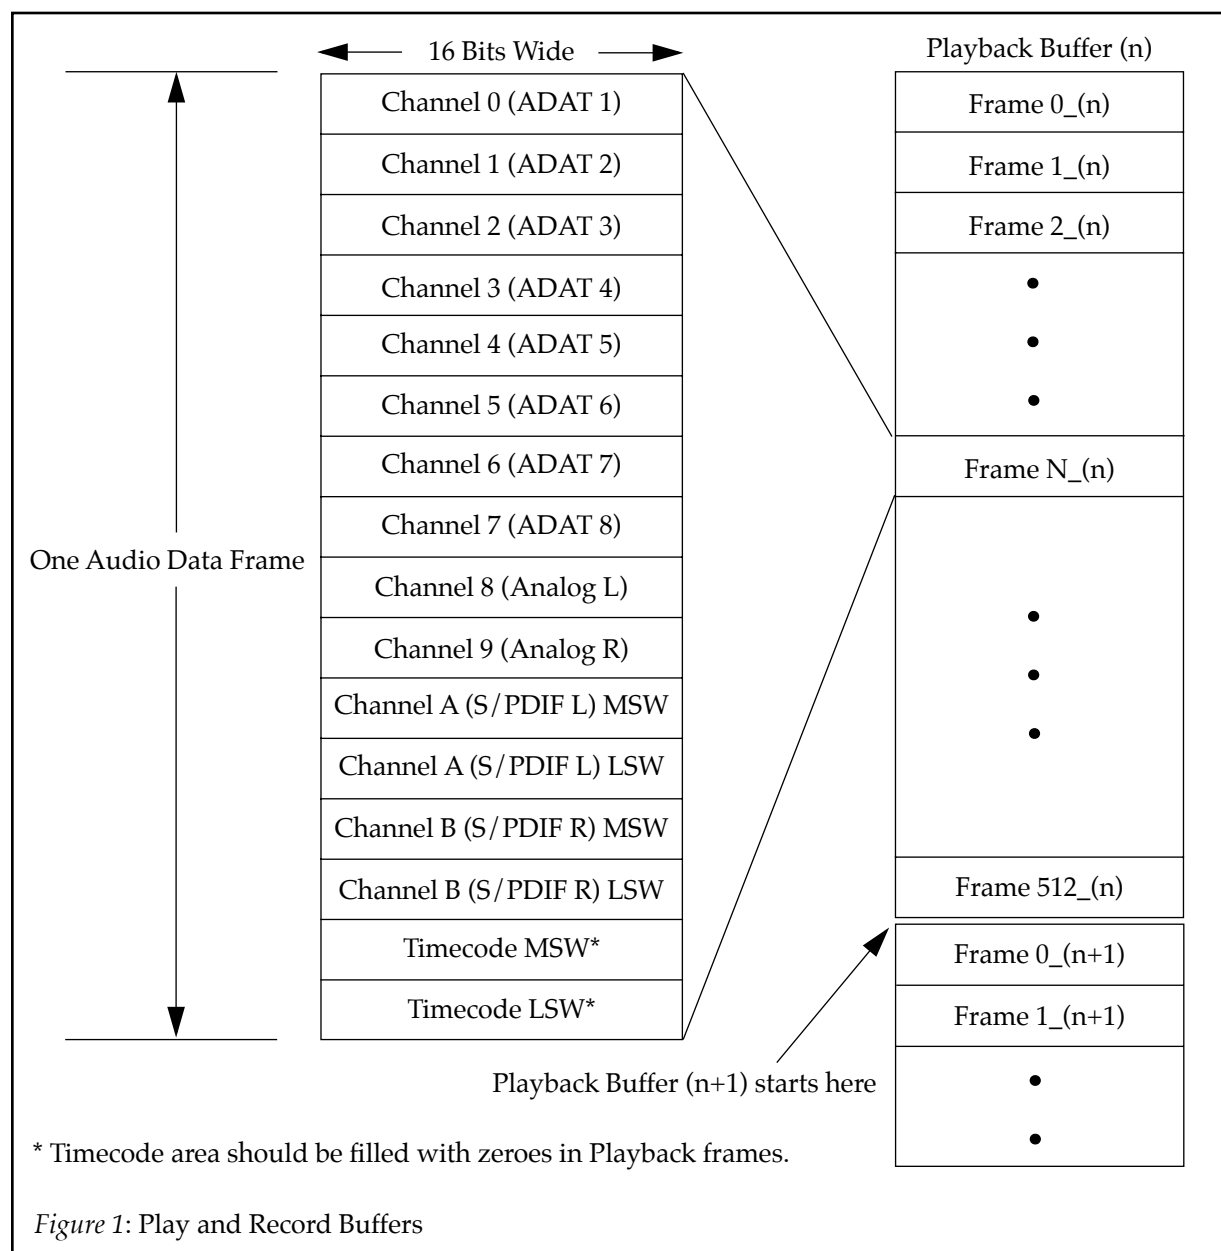 16 Bits Wide
Channel 0 (ADAT 1)
Channel 1 (ADAT 2)
Channel 2 (ADAT 3)
Channel 3 (ADAT 4)
Channel 4 (ADAT 5)
Channel 5 (ADAT 6)
Channel 6 (ADAT 7)
Channel 7 (ADAT 8)
Channel 8 (Analog L)
Channel 9 (Analog R)
Channel A (S/PDIF L) MSW
Channel A (S/PDIF L) LSW
Channel B (S/PDIF R) MSW
Channel B (S/PDIF R) LSW
Timecode MSW*
Timecode LSW*
One Audio Data Frame
Playback Buffer (n)
Frame 0_(n)
Frame 1_(n)
Frame 2_(n)
Frame N_(n)
Frame 512_(n)
Frame 0_(n+1)
Frame 1_(n+1)
Playback Buffer (n+1) starts here
* Timecode area should be filled with zeroes in Playback frames.
Figure 1: Play and Record Buffers